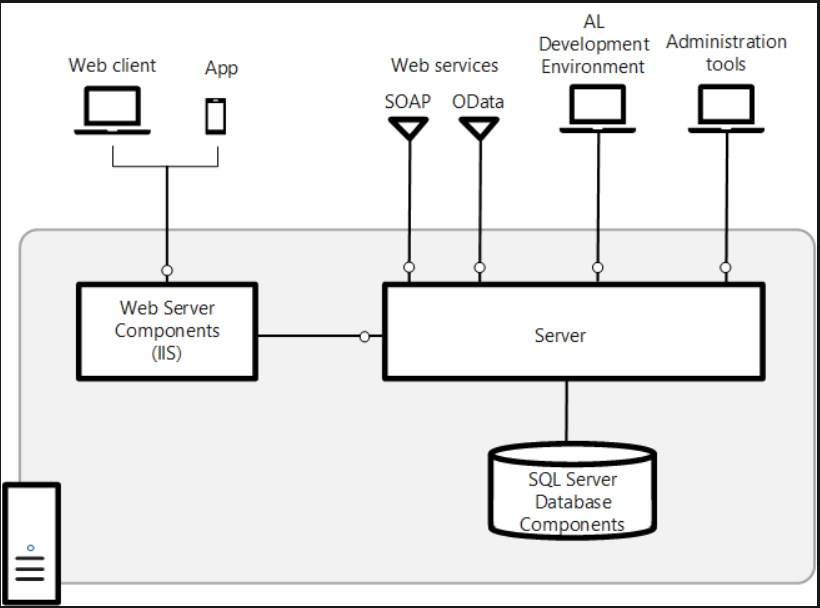 Web client
App
Web services
SOAP
OData
AL
Development
Environment
Administration
tools
Web Server
Components
(IIS)
Server
SQL Server
Database
Components